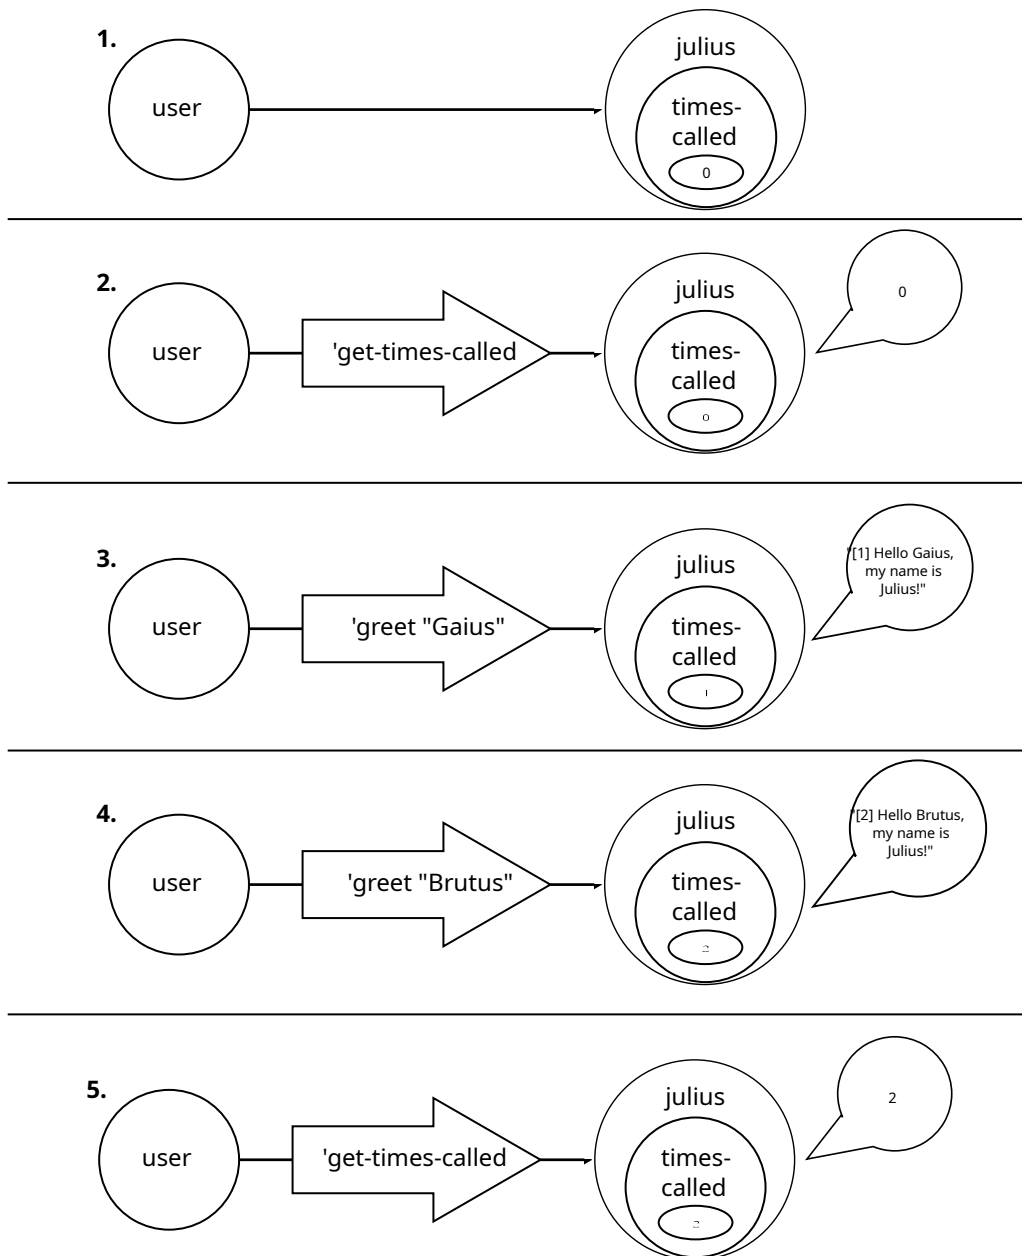 1.
user
julius
times-
called
0
2.
user
'get-times-called
julius
times-
called
0
0
3.
user
'greet "Gaius"
julius
times-
called
1
"[1] Hello Gaius,
my name is
Julius!"
4.
user
'greet "Brutus"
julius
times-
called
2
"[2] Hello Brutus,
my name is
Julius!"
5.
user
'get-times-called
julius
times-
called
2
2